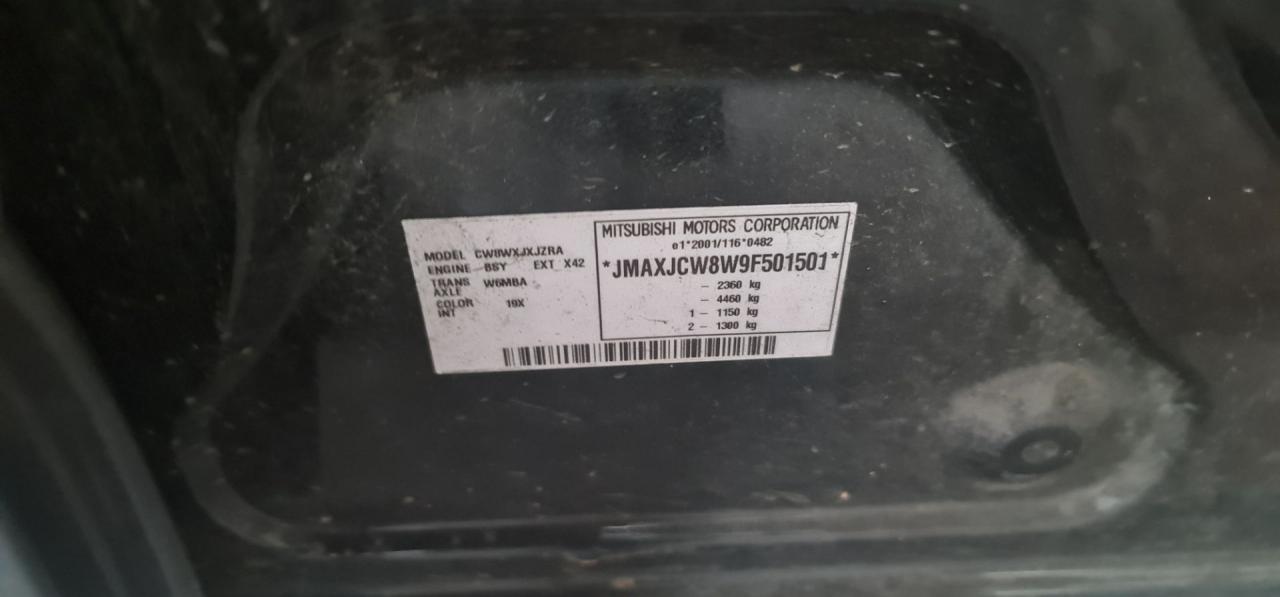 MODEL CW8WXJXJZRA
ENGINE BSY EXT X42
TRANS W6MBA
AXLE
COLOR 19X
INT
MITSUBISHI MOTORS CORPORATION
e1*2001/116*0482
*JMAXJCW8W9F501501*
– 2360 kg
– 4460 kg
1 – 1150 kg
2 – 1300 kg